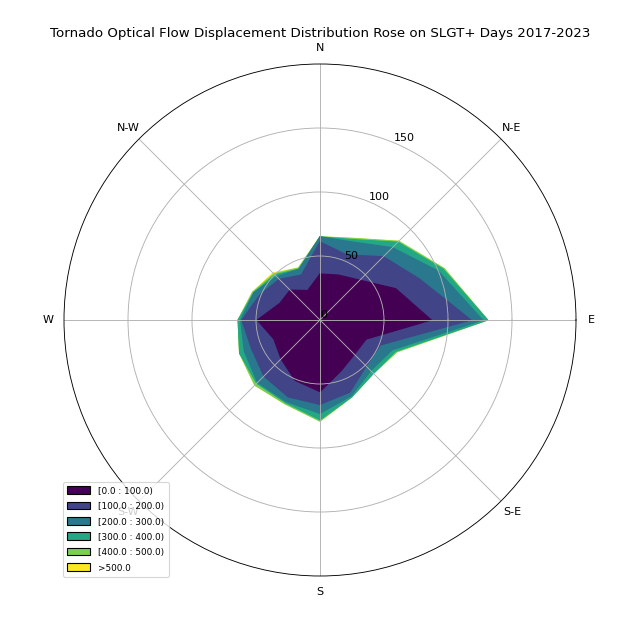 Tornado Optical Flow Displacement Distribution Rose on SLGT+ Days 2017-2023
N
N-W
N-E
150
100
50
0
W
E
[0.0 : 100.0)
[100.0 : 200.0)
S-W
S-E
[200.0 : 300.0)
[300.0 : 400.0)
[400.0 : 500.0)
>500.0
S